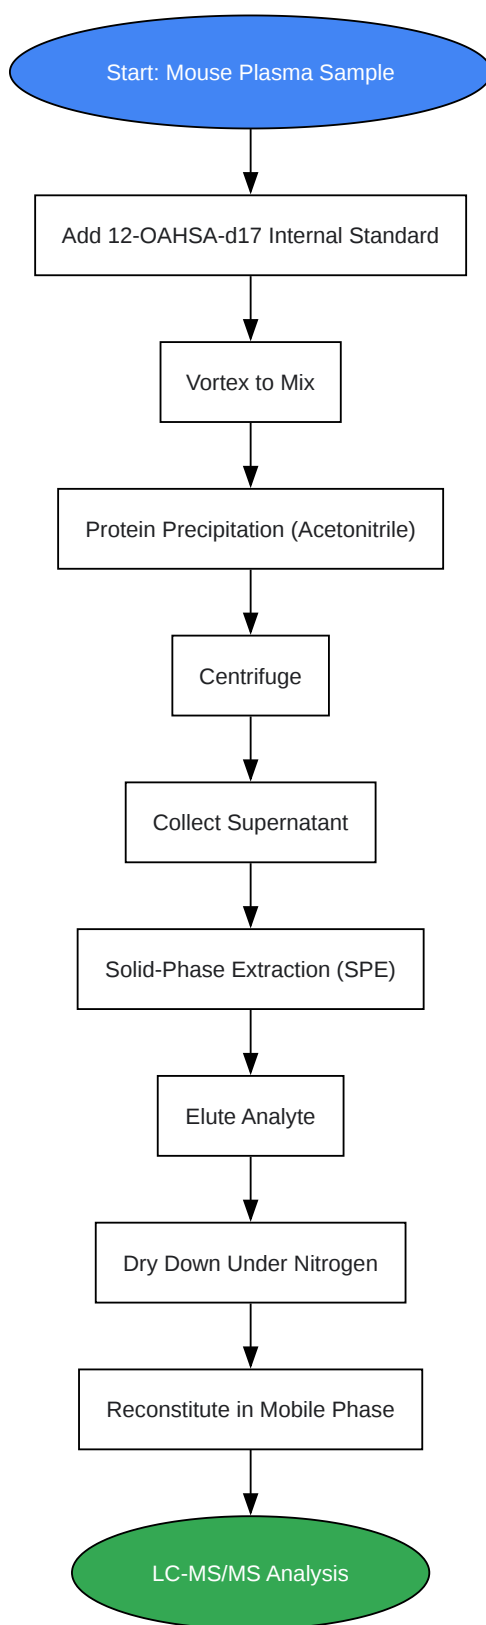 Start: Mouse Plasma Sample
Add 12-OAHSA-d17 Internal Standard
Vortex to Mix
Protein Precipitation (Acetonitrile)
Centrifuge
Collect Supernatant
Solid-Phase Extraction (SPE)
Elute Analyte
Dry Down Under Nitrogen
Reconstitute in Mobile Phase
LC-MS/MS Analysis